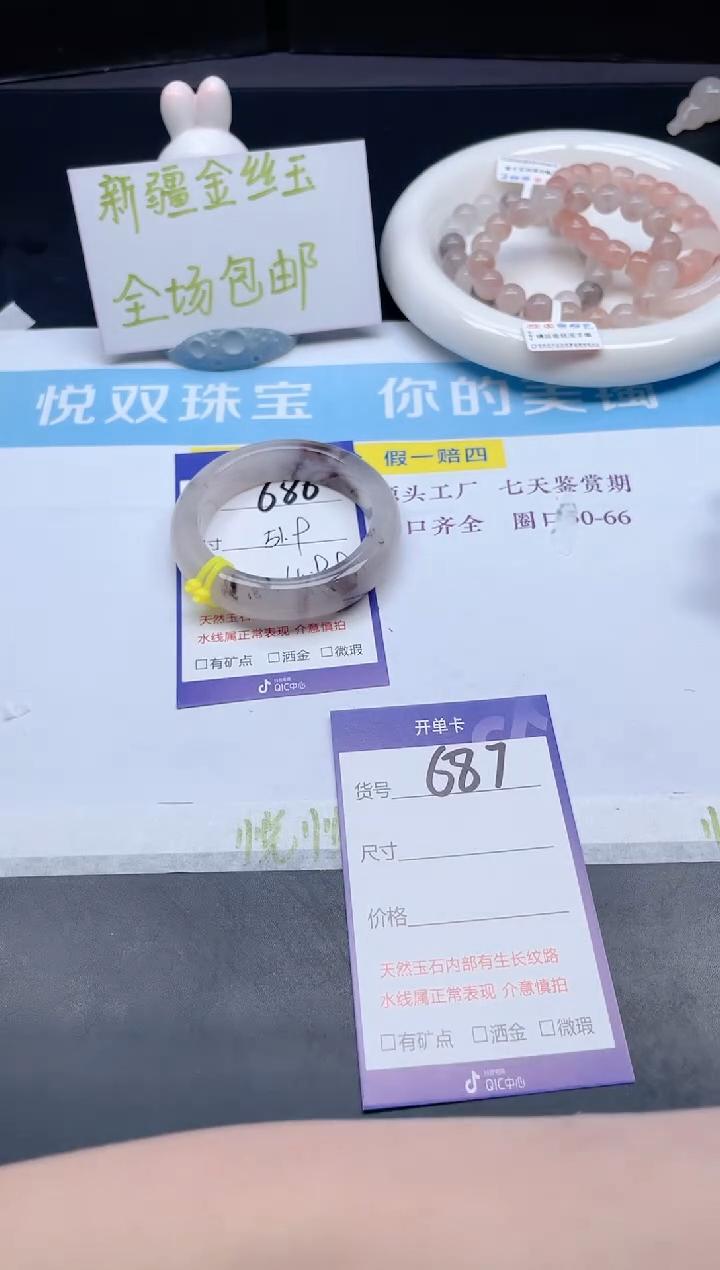 新疆金丝玉
全场包邮
悦双珠宝 你的美
假一赔四
头工厂 七天鉴赏期
口齐全 圈口50-66
686
寸
天然玉石
水线属正常表现 介意慎拍
□有矿点 □洒金 □微瑕
QIC中心
开单卡
货号 687
尺寸
价格
天然玉石内部有生长纹路
水线属正常表现 介意慎拍
□有矿点 □洒金 □微瑕
QIC中心